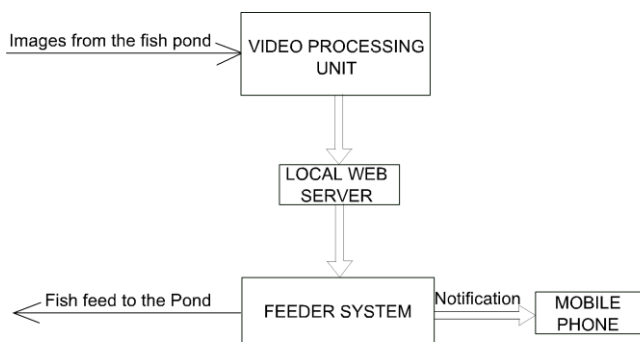 Images from the fish pond
VIDEO PROCESSING
UNIT
LOCAL WEB
SERVER
Fish feed to the Pond
FEEDER SYSTEM
Notification
MOBILE
PHONE